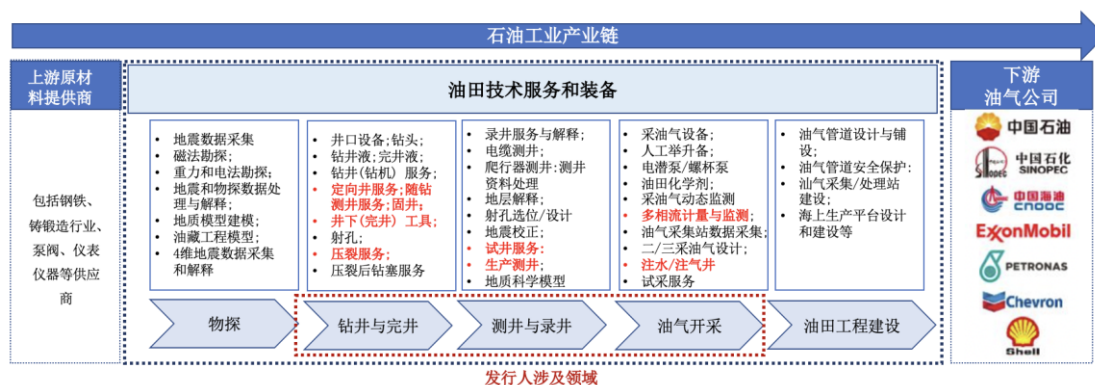 石油工业产业链
上游原材
料提供商
包括钢铁、
铸锻造行业、
泵阀、仪表
仪器等供应
商
油田技术服务和装备
• 地震数据采集
• 磁法勘探；
• 重力和电法勘探；
• 地震和物探数据处
理与解释；
• 地质模型建模；
• 油藏工程模型；
• 4维地震数据采集
和解释
• 井口设备；钻头；
• 钻井液；完井液；
• 钻井(钻机) 服务；
• 定向井服务；随钻
测井服务；固井；
• 井下(完井) 工具；
• 射孔；
• 压裂服务；
• 压裂后钻塞服务
• 录井服务与解释；
• 电缆测井；
• 爬行器测井：测井
资料处理
• 地层解释；
• 射孔选位/设计
• 地震校正；
• 试井服务：
• 生产测井；
• 地质科学模型
• 采油气设备；
• 人工举升备；
• 电潜泵/螺杯泵
• 油田化学剂；
• 采油气动态监测
• 多相流计量与监测；
• 油气采集站数据采集；
• 二/三采油气设计；
• 注水/注气井
• 试采服务
• 油气管道设计与铺
设；
• 油气管道安全保护：
• 汕气采集/处理站
建设；
• 海上生产平台设计
和建设等
物探
钻井与完井
测井与录井
油气开采
油田工程建设
发行人涉及领域
下游
油气公司
中国石油
中国石化
SINOPEC
SINOPEC
中国海油
CNOOC
ExxonMobil
PETRONAS
Chevron
Shell